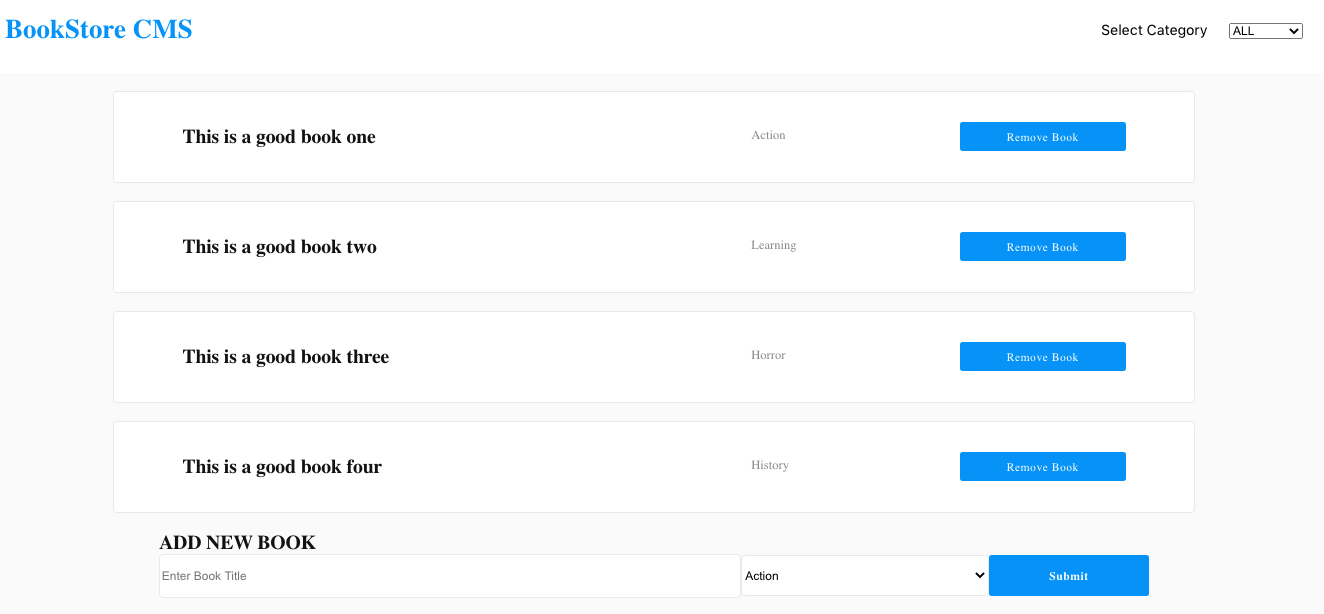 BookStore CMS
Select Category ALL
This is a good book one Action Remove Book
This is a good book two Learning Remove Book
This is a good book three Horror Remove Book
This is a good book four History Remove Book
ADD NEW BOOK
Enter Book Title Action Submit